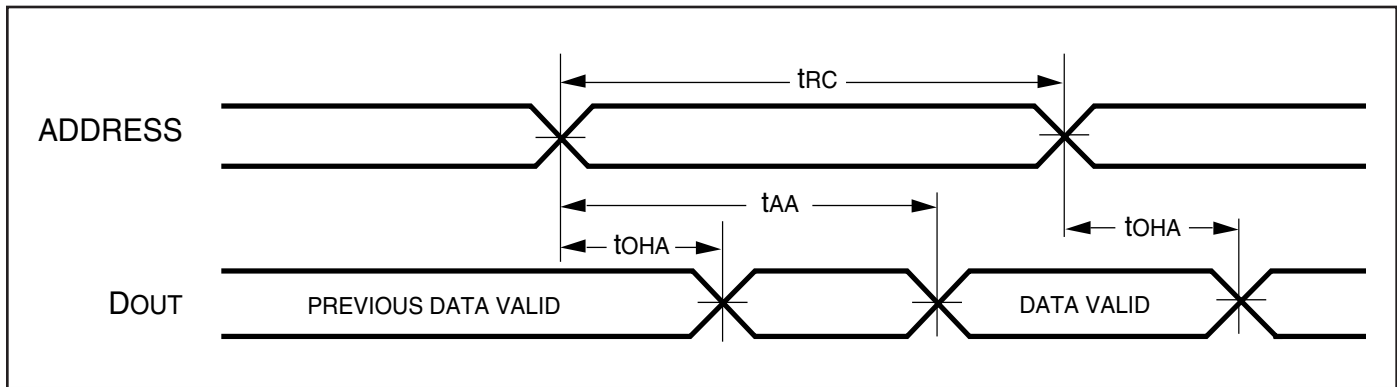 tRC
ADDRESS
tAA
tOHA
tOHA
DOUT
PREVIOUS DATA VALID
DATA VALID